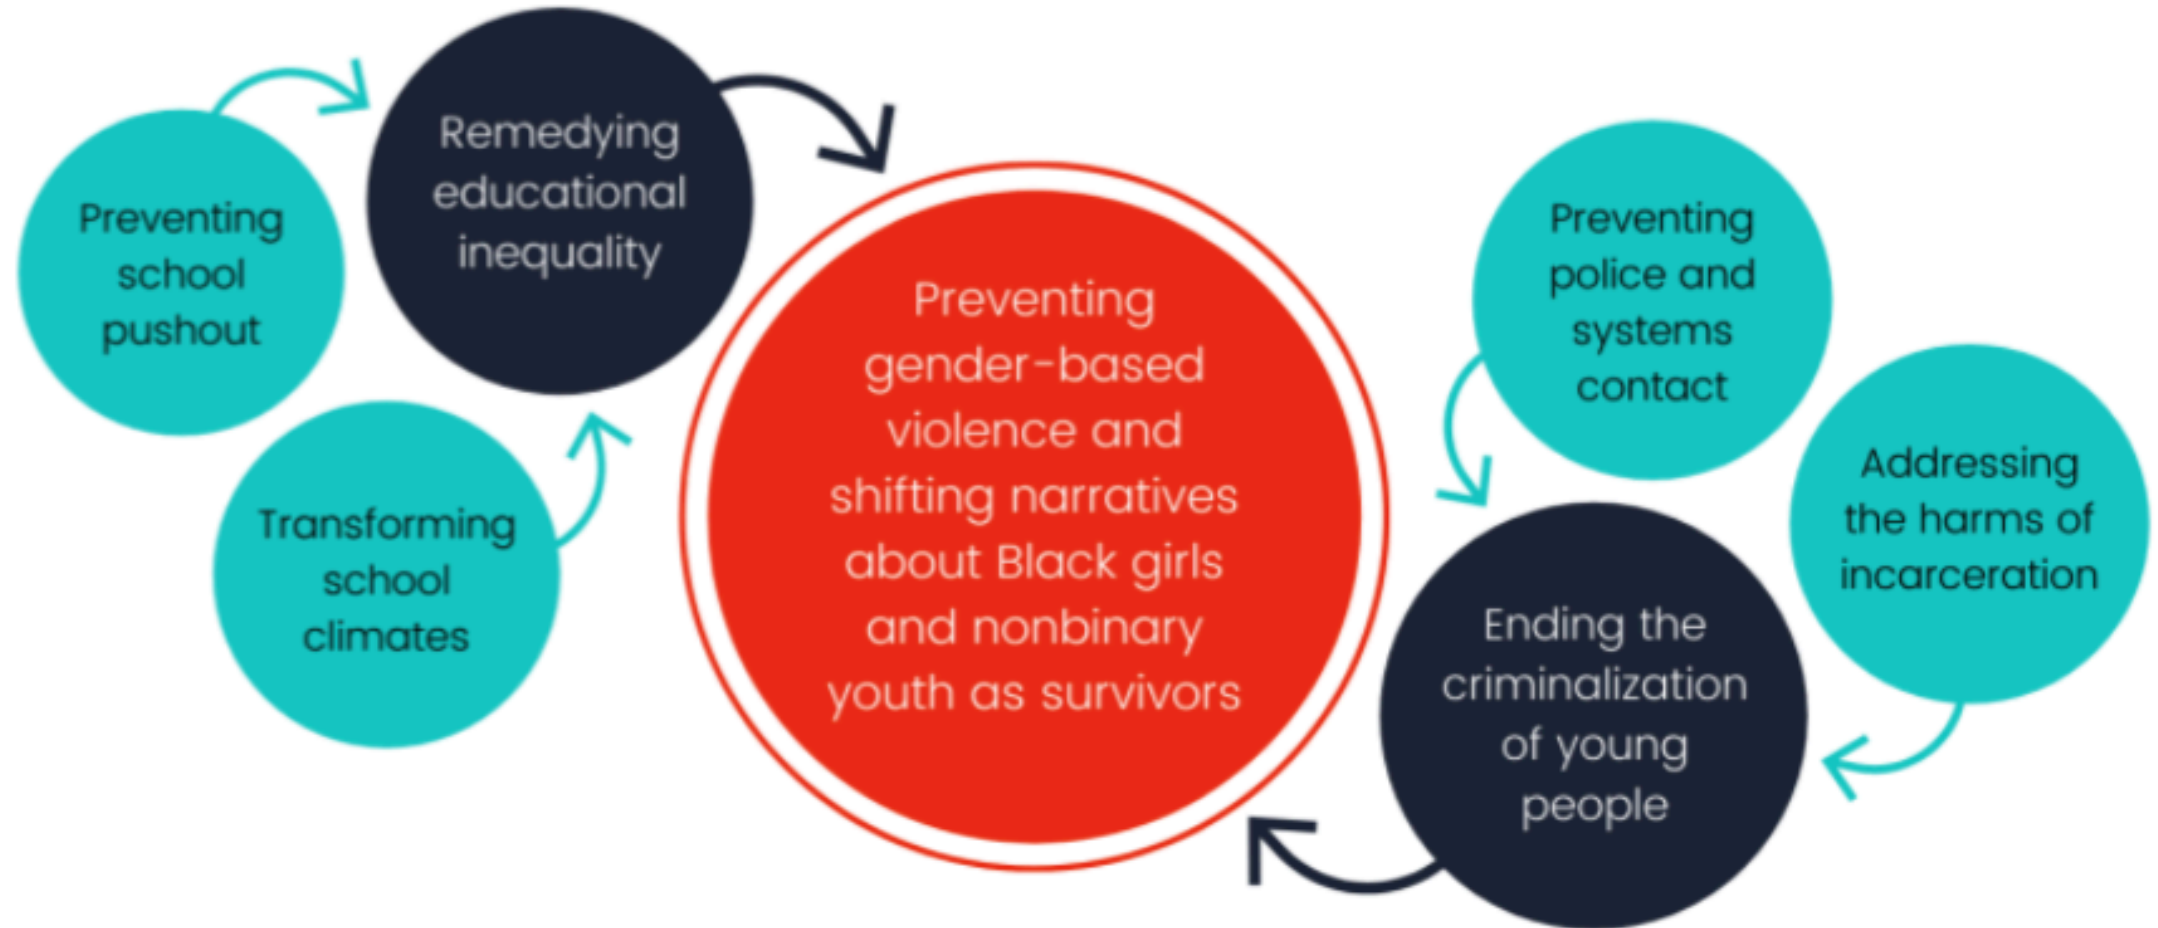 Preventing
school
pushout
Remedying
educational
inequality
Transforming
school
climates
Preventing
gender-based
violence and
shifting narratives
about Black girls
and nonbinary
youth as survivors
Preventing
police and
systems
contact
Addressing
the harms of
incarceration
Ending the
criminalization
of young
people